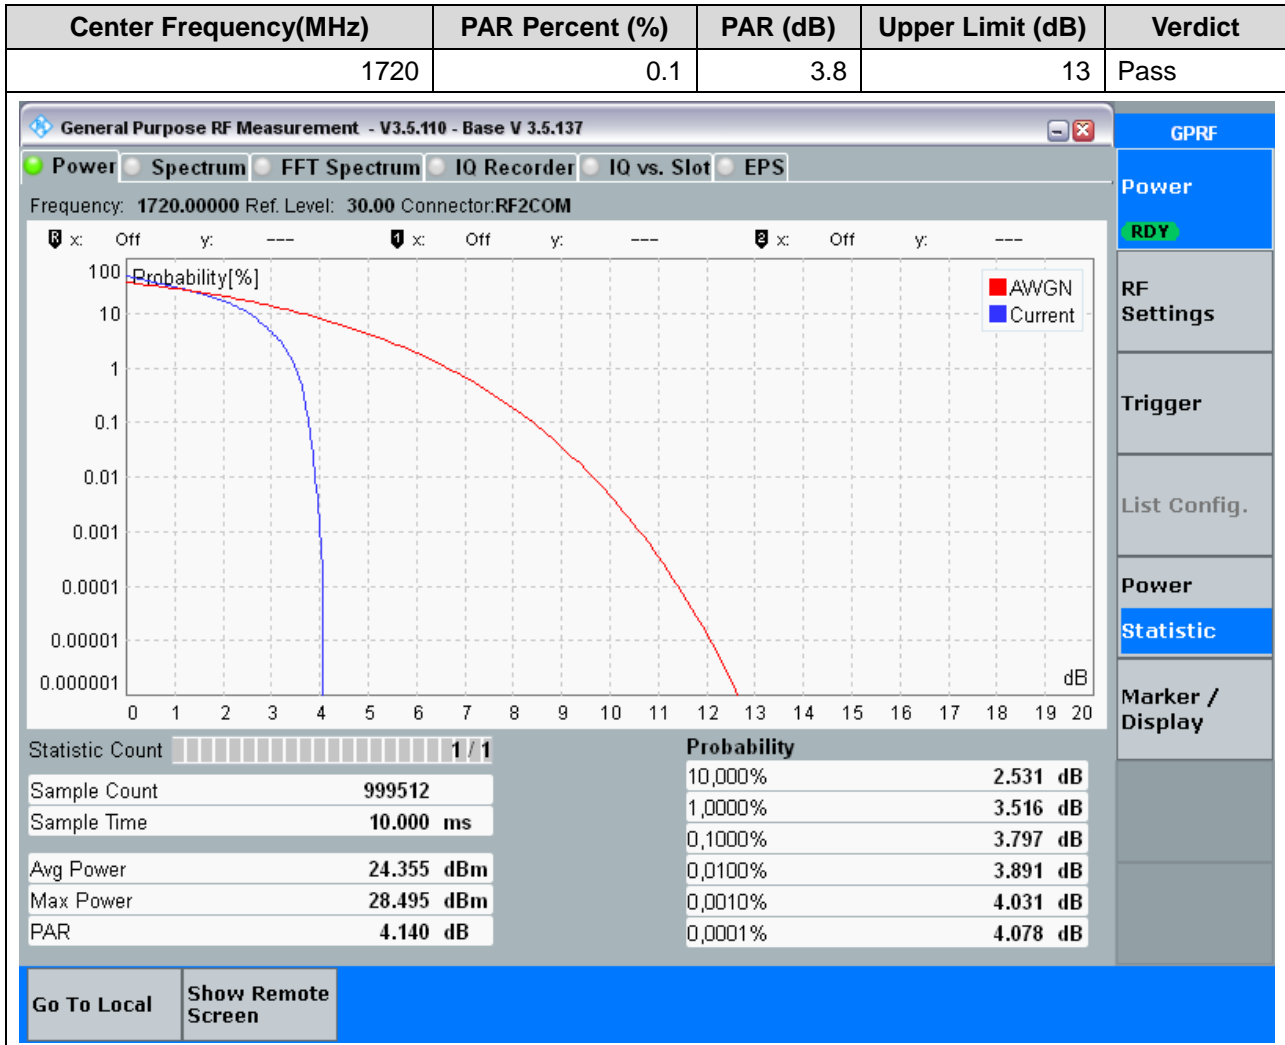 Center Frequency(MHz) PAR Percent (%) PAR (dB) Upper Limit (dB) Verdict
1720 0.1 3.8 13 Pass
General Purpose RF Measurement - V3.5.110 - Base V 3.5.137
GPRF
Power Spectrum FFT Spectrum IQ Recorder IQ vs. Slot EPS
Frequency: 1720.00000 Ref. Level: 30.00 Connector:RF2COM
R x: Off y: --- 1 x: Off y: --- 2 x: Off y: ---
Probability[%]
AWGN
Current
100
10
1
0.1
0.01
0.001
0.0001
0.00001
0.000001
dB
0 1 2 3 4 5 6 7 8 9 10 11 12 13 14 15 16 17 18 19 20
Statistic Count 1 / 1
Sample Count 999512
Sample Time 10.000 ms
Avg Power 24.355 dBm
Max Power 28.495 dBm
PAR 4.140 dB
Probability
10,000% 2.531 dB
1,0000% 3.516 dB
0,1000% 3.797 dB
0,0100% 3.891 dB
0,0010% 4.031 dB
0,0001% 4.078 dB
Power
RDY
RF
Settings
Trigger
List Config.
Power
Statistic
Marker /
Display
Go To Local
Show Remote
Screen